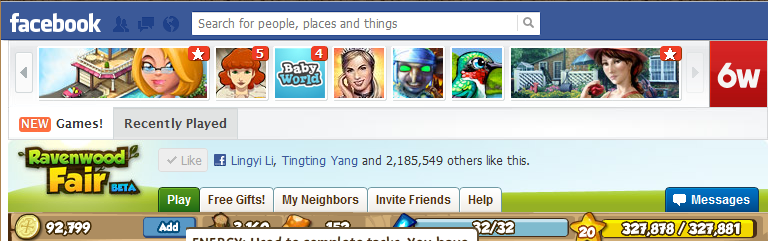 facebook Search for people, places and things
5 4
Baby
World
6w
NEW Games! Recently Played
Ravenwood
Fair
BETA
Like Lingyi Li, Tingting Yang and 2,185,549 others like this.
Play Free Gifts! My Neighbors Invite Friends Help Messages
92,799 Add 32/32 20 327,878 / 327,881